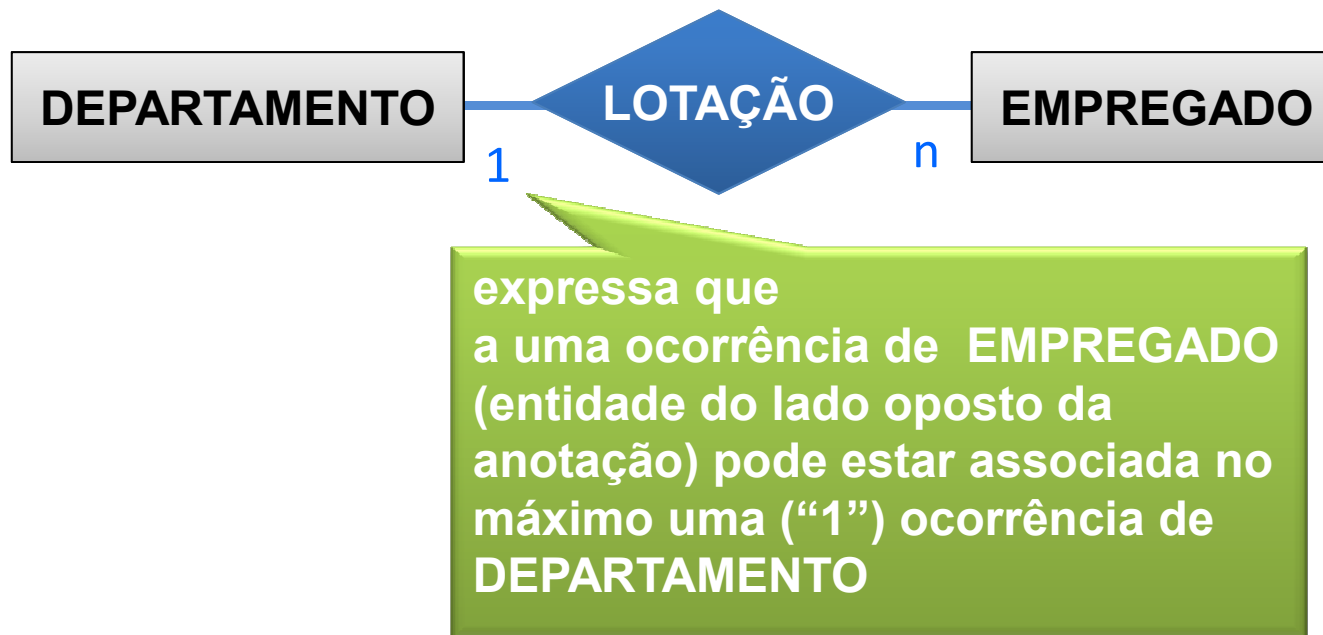 DEPARTAMENTO
LOTAÇÃO
EMPREGADO
1
n
expressa que
a uma ocorrência de EMPREGADO
(entidade do lado oposto da
anotação) pode estar associada no
máximo uma (“1”) ocorrência de
DEPARTAMENTO